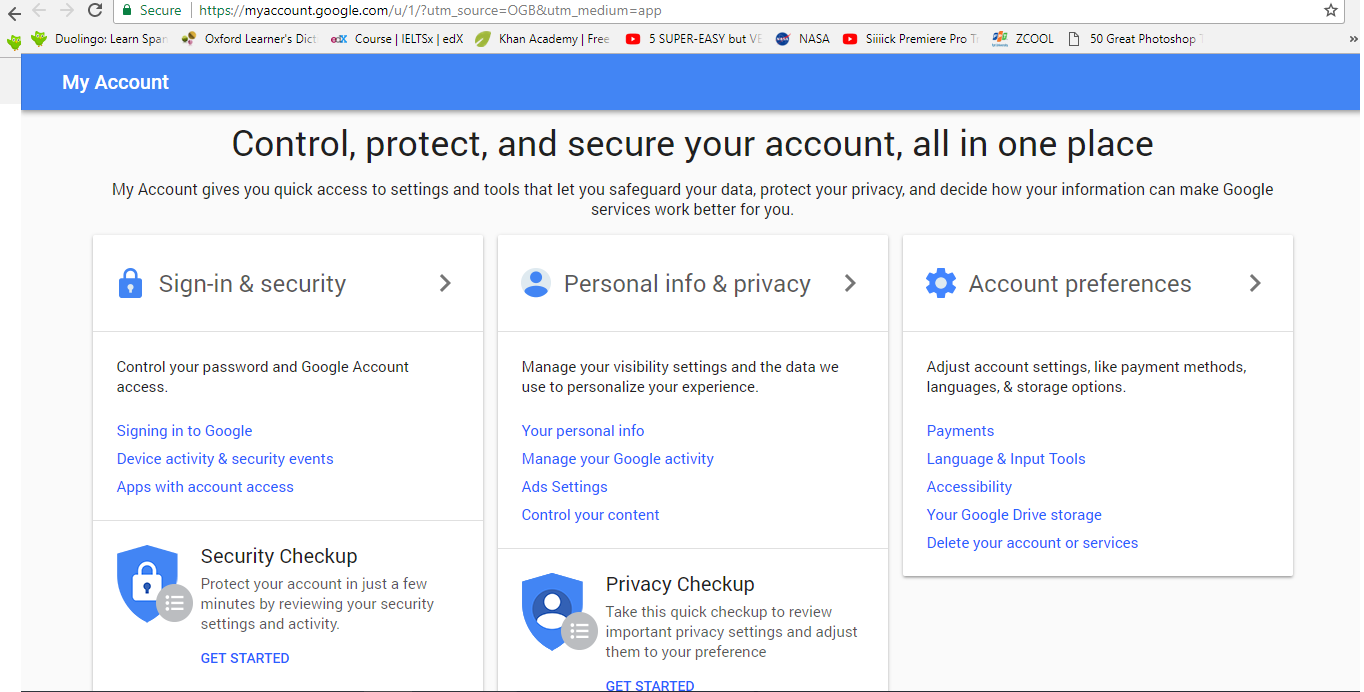 Secure https://myaccount.google.com/u/1/?utm_source=OGB&utm_medium=app
Duolingo: Learn Span Oxford Learner's Dict edX Course | IELTSx | edX Khan Academy | Free 5 SUPER-EASY but VE NASA Siiiick Premiere Pro Tr ZCOOL 50 Great Photoshop T »
My Account
Control, protect, and secure your account, all in one place
My Account gives you quick access to settings and tools that let you safeguard your data, protect your privacy, and decide how your information can make Google
services work better for you.
Sign-in & security
Control your password and Google Account
access.
Signing in to Google
Device activity & security events
Apps with account access
Security Checkup
Protect your account in just a few
minutes by reviewing your security
settings and activity.
GET STARTED
Personal info & privacy
Manage your visibility settings and the data we
use to personalize your experience.
Your personal info
Manage your Google activity
Ads Settings
Control your content
Privacy Checkup
Take this quick checkup to review
important privacy settings and adjust
them to your preference
GET STARTED
Account preferences
Adjust account settings, like payment methods,
languages, & storage options.
Payments
Language & Input Tools
Accessibility
Your Google Drive storage
Delete your account or services